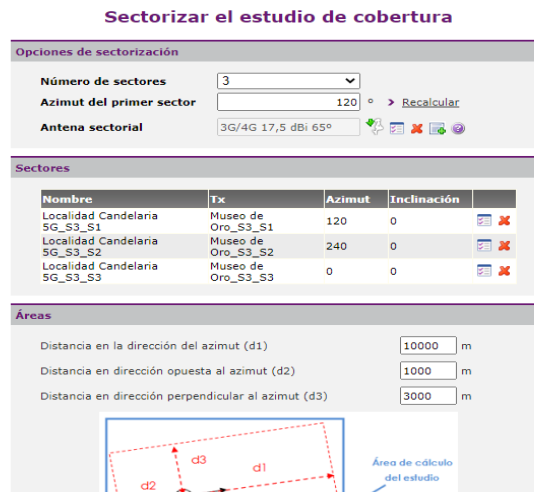 Sectorizar el estudio de cobertura
Opciones de sectorización
Número de sectores 3
Azimut del primer sector 120 º > Recalcular
Antena sectorial 3G/4G 17,5 dBi 65º
Sectores
Nombre Tx Azimut Inclinación
Localidad Candelaria 5G_S3_S1 Museo de Oro_S3_S1 120 0
Localidad Candelaria 5G_S3_S2 Museo de Oro_S3_S2 240 0
Localidad Candelaria 5G_S3_S3 Museo de Oro_S3_S3 0 0
Áreas
Distancia en la dirección del azimut (d1) 10000 m
Distancia en dirección opuesta al azimut (d2) 1000 m
Distancia en dirección perpendicular al azimut (d3) 3000 m
d3
d1
d2
Área de cálculo
del estudio